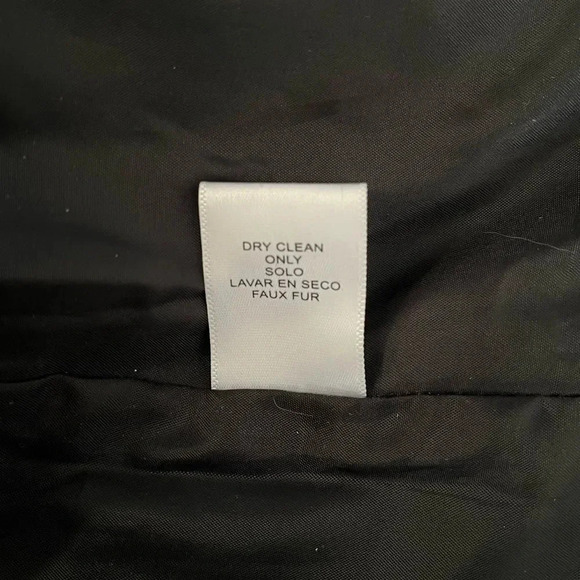 DRY CLEAN
ONLY
SOLO
LAVAR EN SECO
FAUX FUR